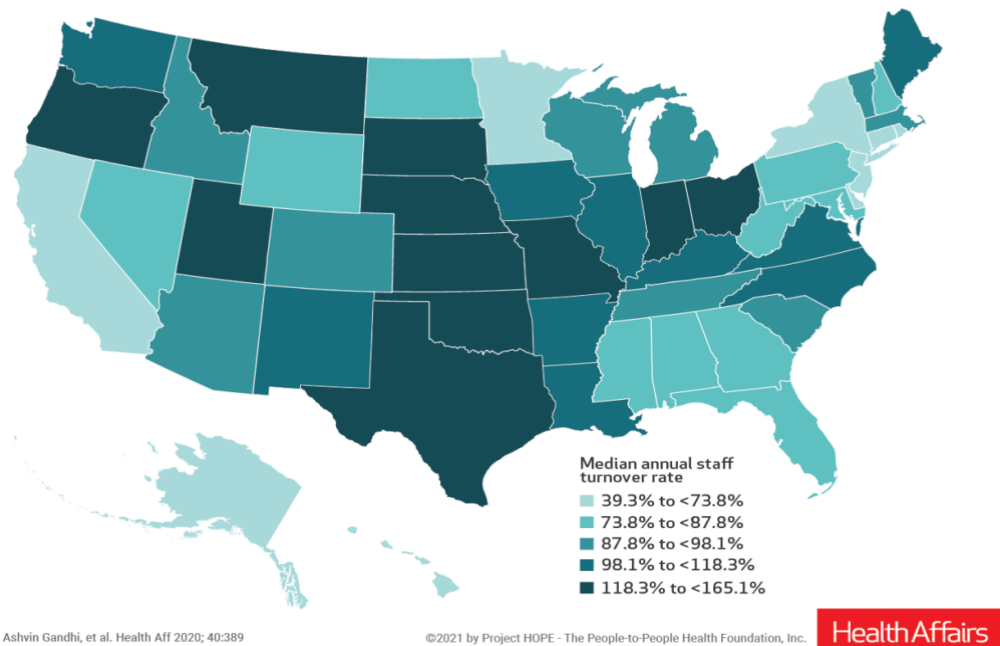 Median annual staff
turnover rate
39.3% to <73.8%
73.8% to <87.8%
87.8% to <98.1%
98.1% to <118.3%
118.3% to <165.1%
Ashvin Gandhi, et al. Health Aff 2020; 40:389
©2021 by Project HOPE - The People-to-People Health Foundation, Inc.
HealthAffairs